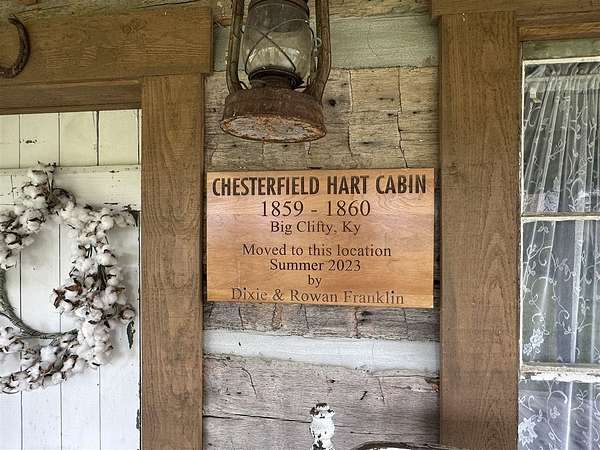 CHESTERFIELD HART CABIN
1859 - 1860
Big Clifty, Ky
Moved to this location
Summer 2023
by
Dixie & Rowan Franklin